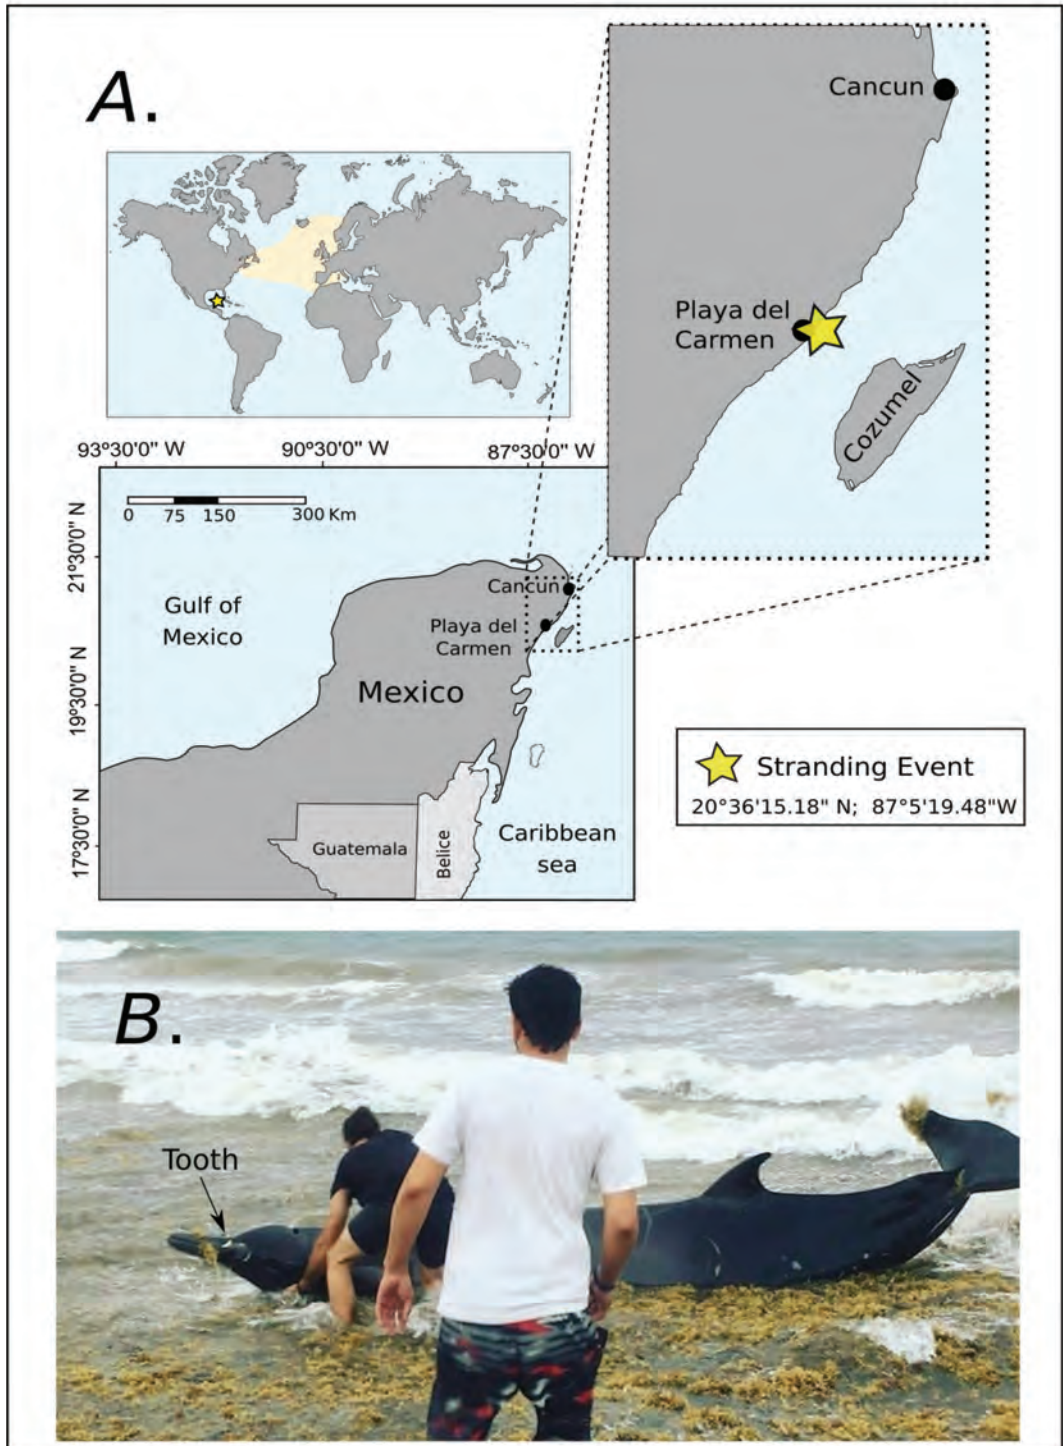 A.
Cancun
Playa del
Carmen
Cozumel
93°30'0" W
90°30'0" W
87°30'0" W
0
75
150
300 Km
21°30'0" N
19°30'0" N
17°30'0" N
Gulf of
Mexico
Cancun
Playa del
Carmen
Mexico
Guatemala
Belice
Caribbean
sea
Stranding Event
20°36'15.18" N; 87°5'19.48"W
B.
Tooth